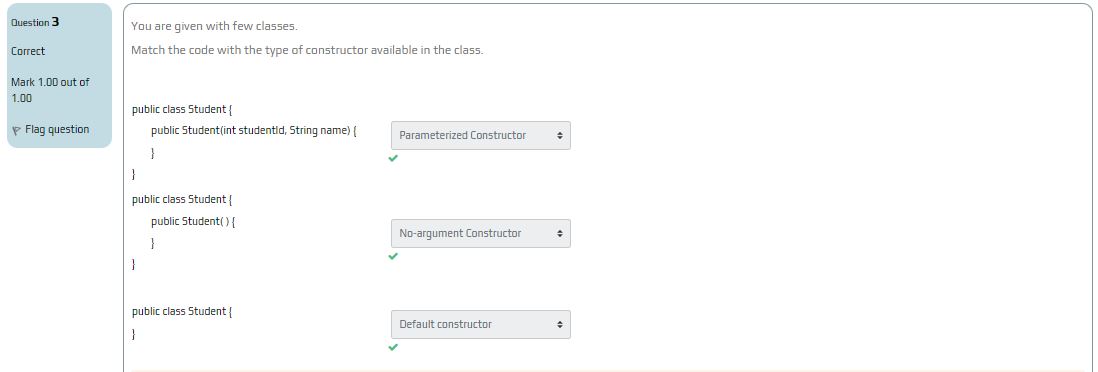 Question 3
Correct
Mark 1.00 out of
1.00
Flag question
You are given with few classes.
Match the code with the type of constructor available in the class.
public class Student {
public Student(int studentId, String name) {
}
}
Parameterized Constructor
public class Student {
public Student( ) {
}
}
No-argument Constructor
public class Student {
}
Default constructor